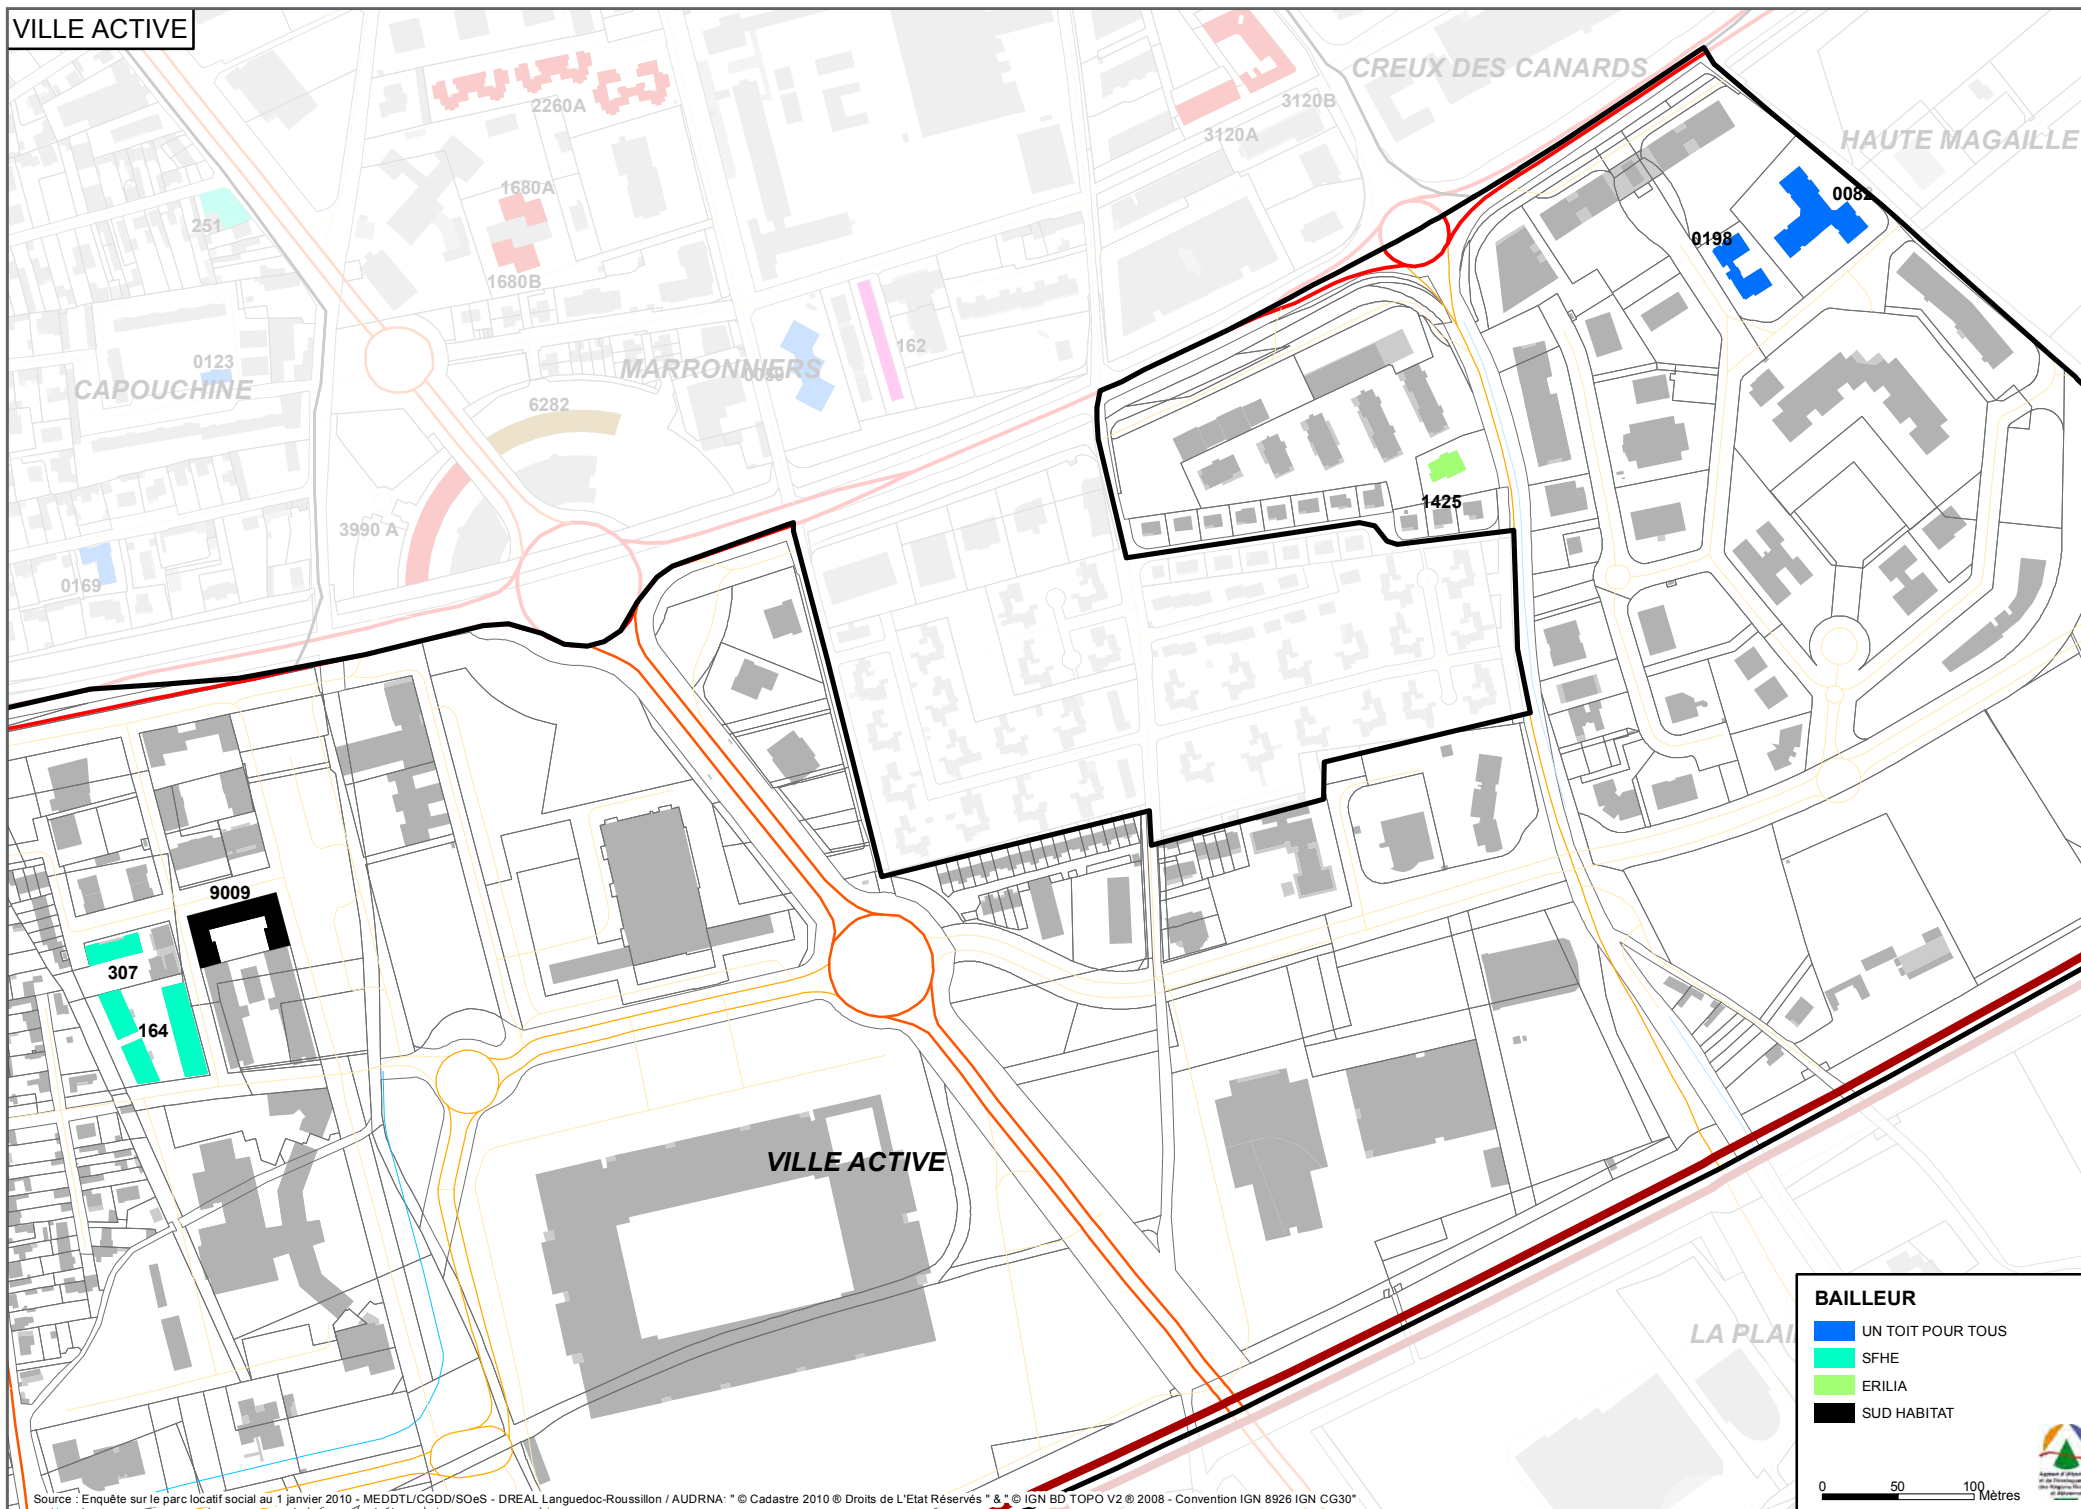 VILLE ACTIVE
CREUX DES CANARDS
2260A
3120B
3120A
HAUTE MAGAILLE
1680A
0082
251
0198
1680B
162
0123
MARRONNIERS
CAPOUCHINE
6282
1425
3990 A
0169
9009
307
164
VILLE ACTIVE
BAILLEUR
UN TOIT POUR TOUS
SFHE
ERILIA
SUD HABITAT
LA PLAI
0 50 100 Mètres
Source : Enquête sur le parc locatif social au 1 janvier 2010 - MEDDTL/CGDD/SOeS - DREAL Languedoc-Roussillon / AUDRNA: " © Cadastre 2010 ® Droits de L'Etat Réservés " & " © IGN BD TOPO V2 ® 2008 - Convention IGN 8926 IGN CG30"